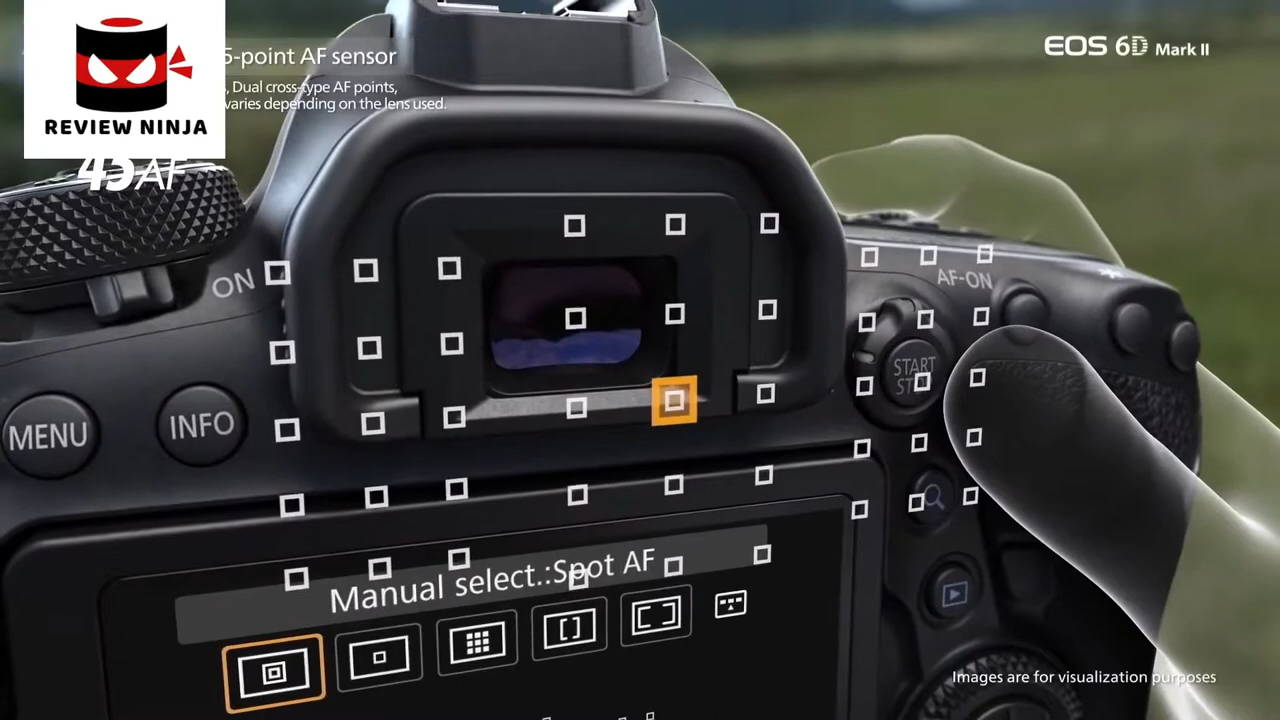 5-point AF sensor
, Dual cross-type AF points,
varies depending on the lens used.
REVIEW NINJA
45 AF
EOS 6D Mark II
ON
AF-ON
START
MENU
INFO
Manual select.:Spot AF
Images are for visualization purposes